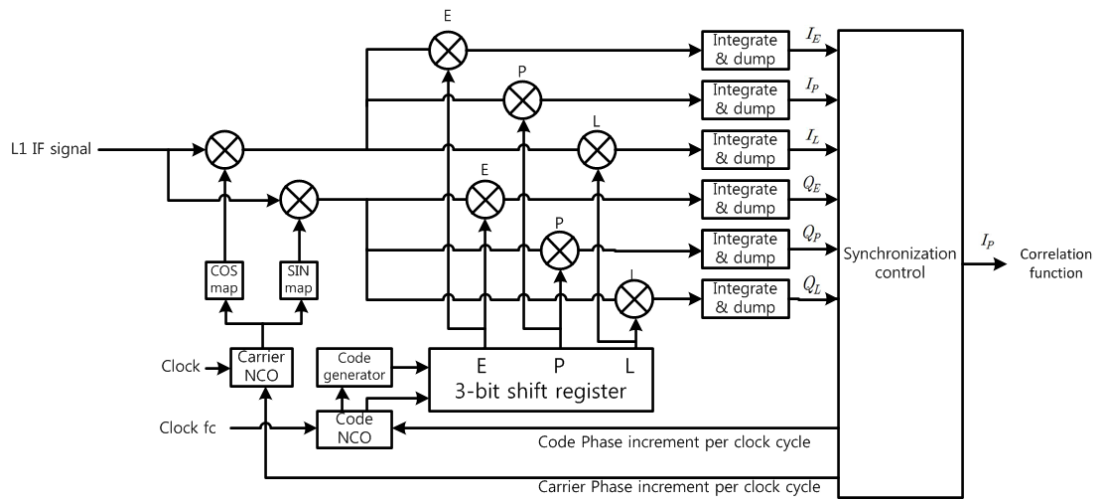 E
Integrate
& dump
I_E
P
Integrate
& dump
I_P
L1 IF signal
L
Integrate
& dump
I_L
E
Integrate
& dump
Q_E
P
Integrate
& dump
Q_P
Synchronization
control
I_P
Correlation
function
COS
map
SIN
map
L
Integrate
& dump
Q_L
Clock
Carrier
NCO
Code
generator
E P L
3-bit shift register
Clock fc
Code
NCO
Code Phase increment per clock cycle
Carrier Phase increment per clock cycle